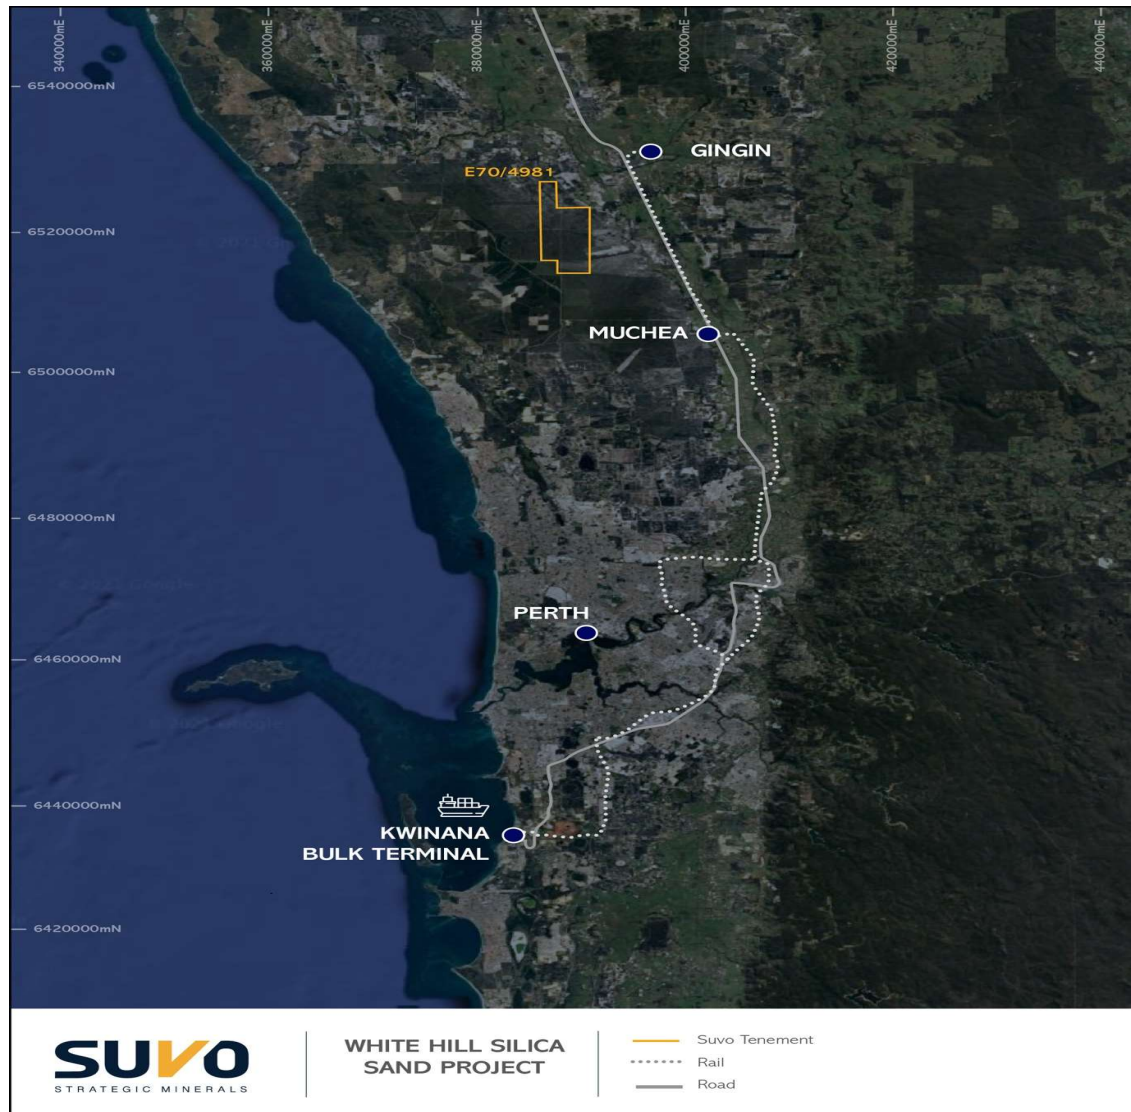 340000mE
360000mE
380000mE
400000mE
420000mE
440000mE
6540000mN
GINGIN
E70/4981
6520000mN
MUCHEA
6500000mN
6480000mN
PERTH
6460000mN
6440000mN
KWINANA
BULK TERMINAL
6420000mN
SUVO
STRATEGIC MINERALS
WHITE HILL SILICA
SAND PROJECT
Suvo Tenement
Rail
Road